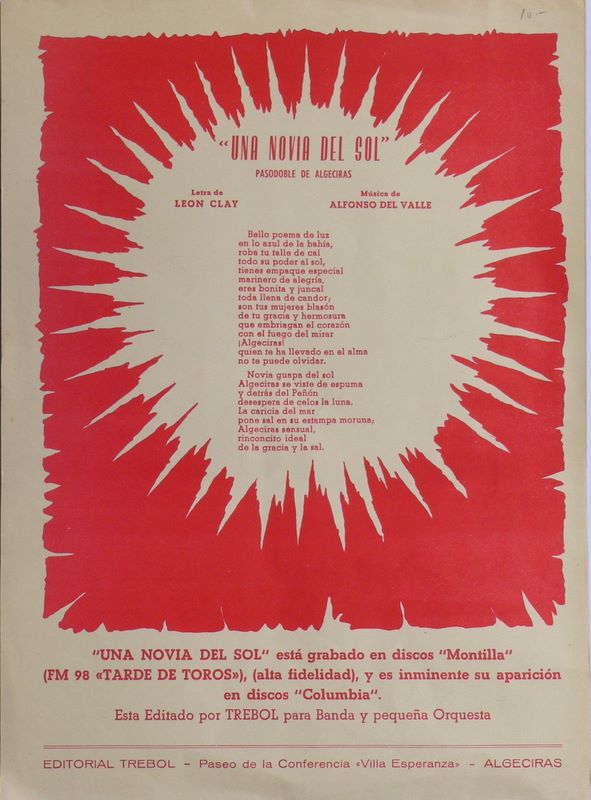 10.-
"UNA NOVIA DEL SOL"
PASODOBLE DE ALGECIRAS
Letra de
LEON CLAY
Música de
ALFONSO DEL VALLE
Bello poema de luz
en lo azul de la bahía,
roba tu talle de cal
todo su poder al sol,
tienes empaque especial
marinero de alegría,
eres bonita y juncal
toda llena de candor;
son tus mujeres blasón
de tu gracia y hermosura
que embriagan el corazón
con el fuego del mirar
¡Algeciras!
quien te ha llevado en el alma
no te puede olvidar.
Novia guapa del sol
Algeciras se viste de espuma
y detrás del Peñón
desespera de celos la luna.
La caricia del mar
pone sal en su estampa moruna;
Algeciras sensual,
rinconcito ideal
de la gracia y la sal.
"UNA NOVIA DEL SOL" está grabado en discos "Montilla"
(FM 98 «TARDE DE TOROS»), (alta fidelidad), y es inminente su aparición
en discos "Columbia".
Esta Editado por TREBOL para Banda y pequeña Orquesta
EDITORIAL TREBOL - Paseo de la Conferencia «Villa Esperanza» - ALGECIRAS